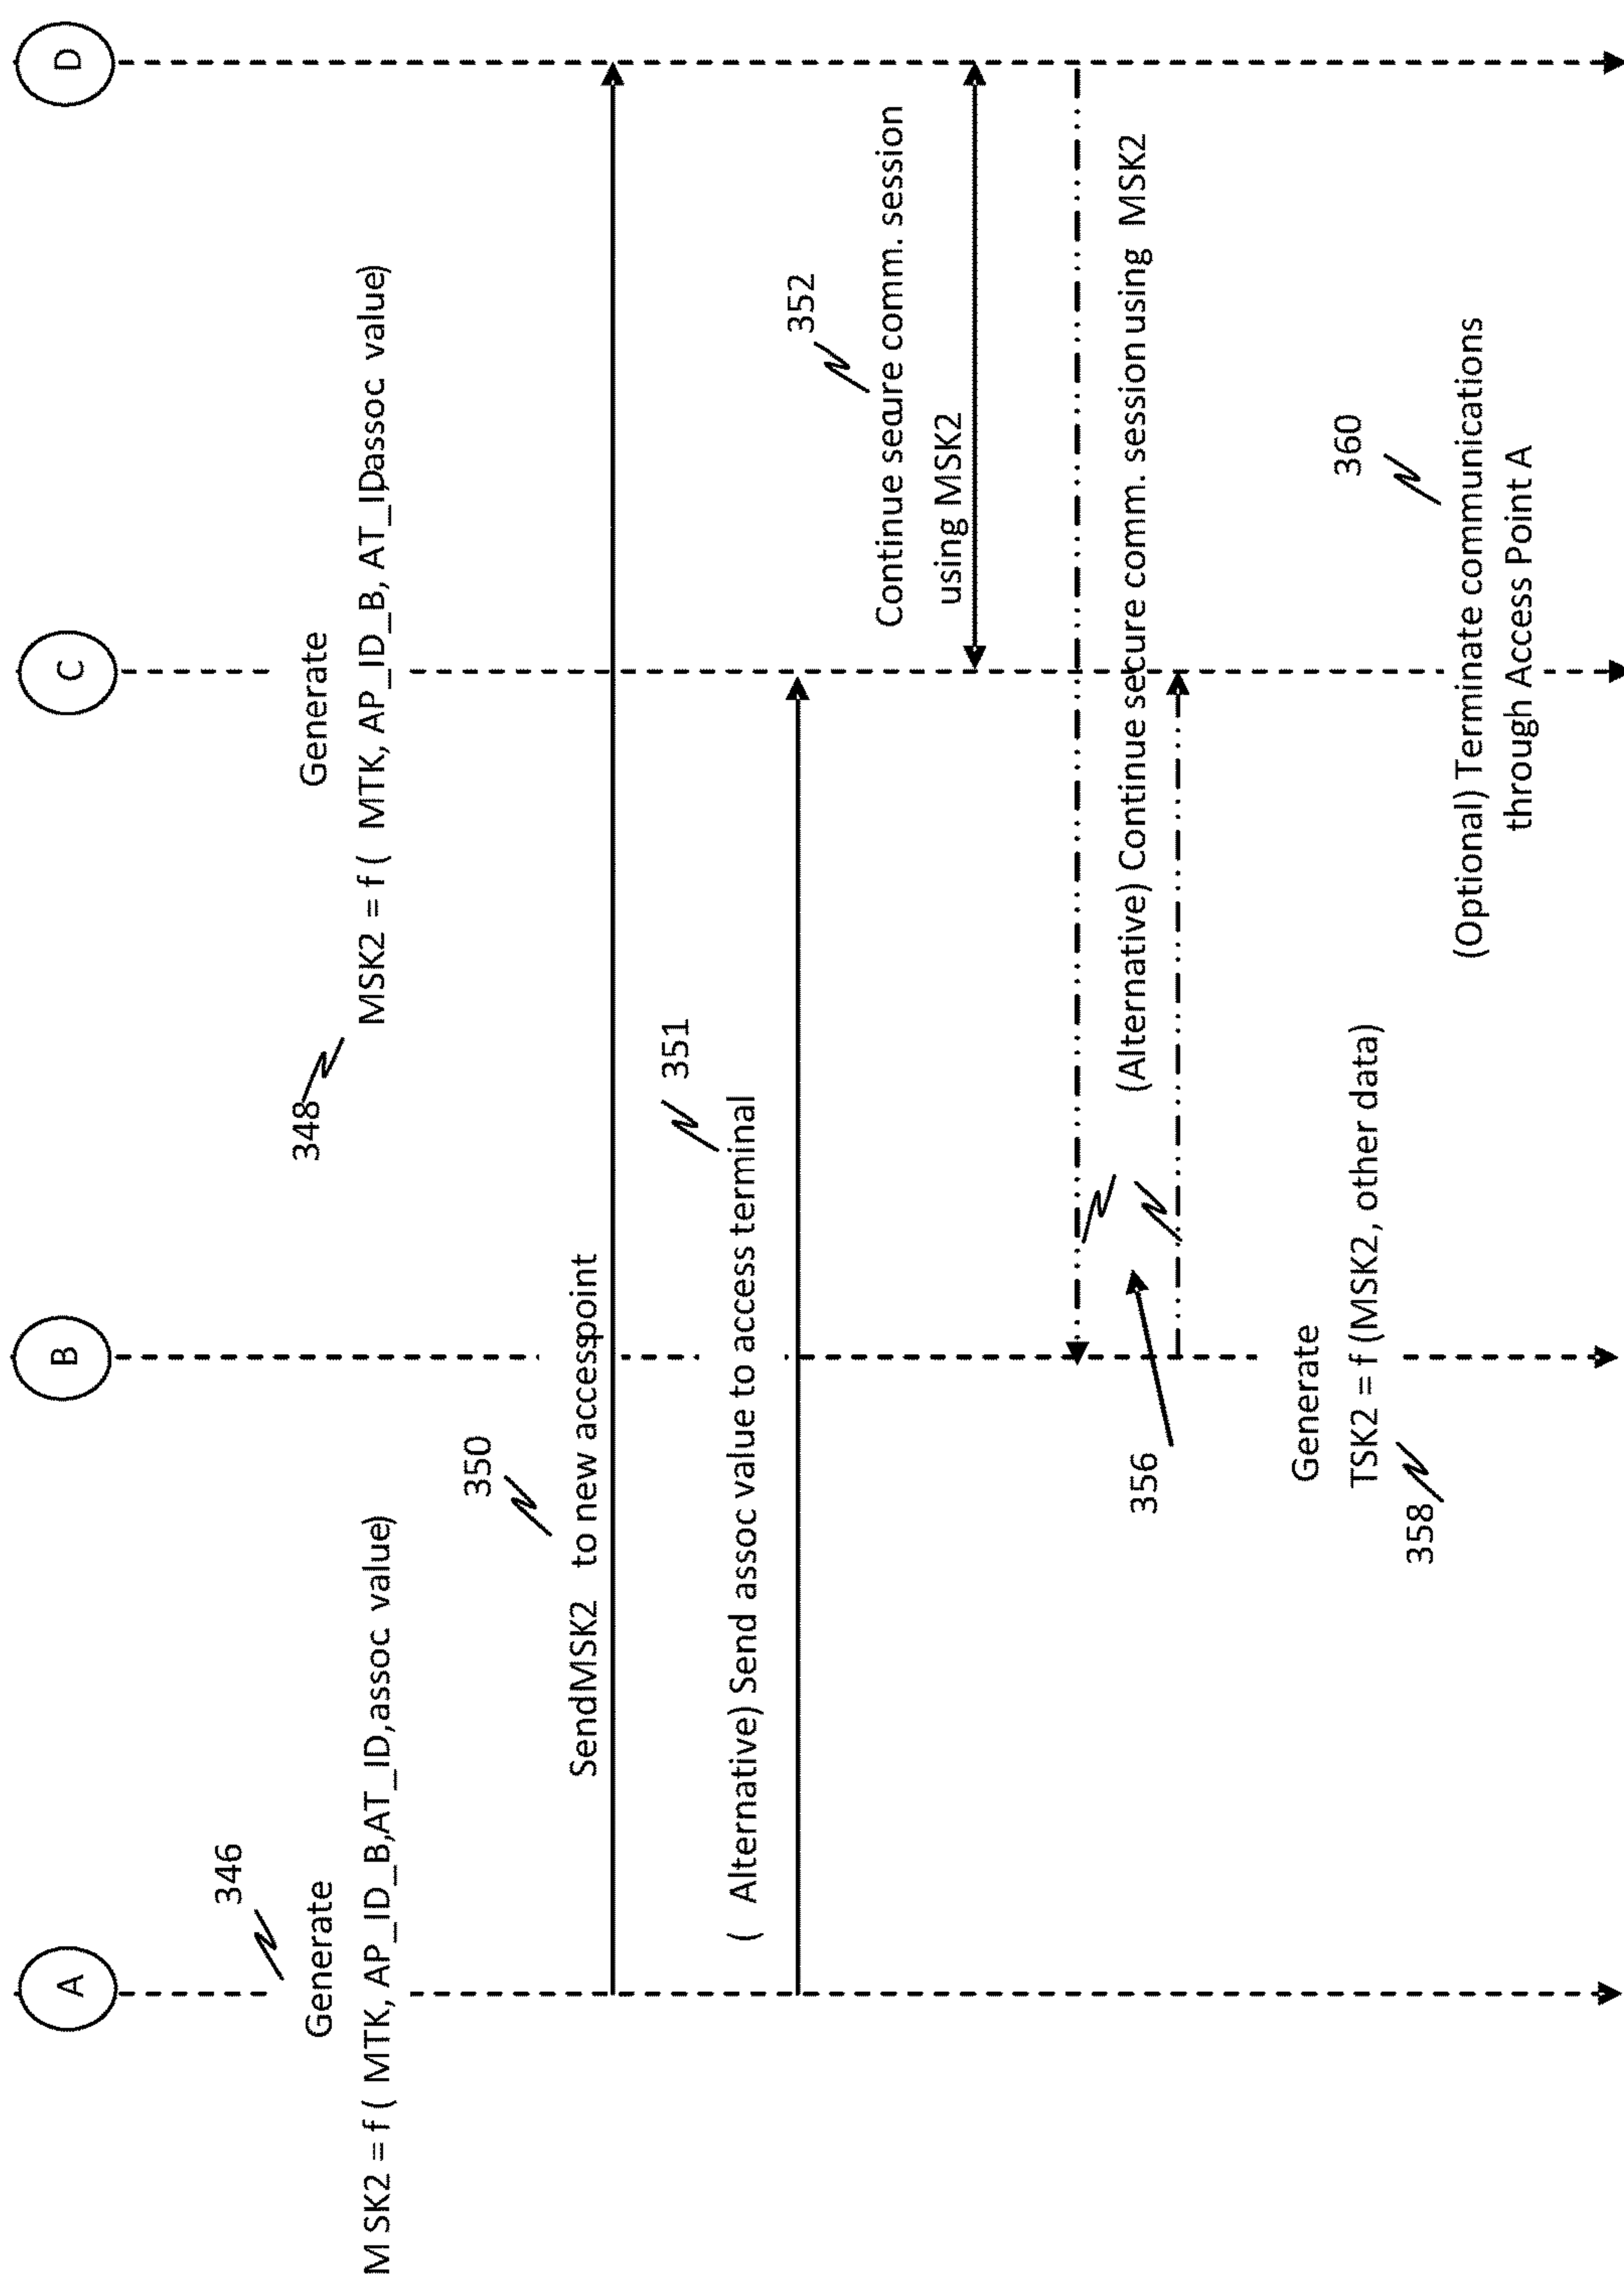 A
B
C
D
346
Generate
M SK2 = f ( MTK, AP_ID_B,AT_ID,assoc value)
348
Generate
MSK2 = f ( MTK, AP_ID_B, AT_ID,assoc value)
350
SendMSK2 to new accesspoint
351
( Alternative) Send assoc value to access terminal
352
Continue secure comm. session
using MSK2
356
(Alternative) Continue secure comm. session using MSK2
Generate
TSK2 = f (MSK2, other data)
358
360
(Optional) Terminate communications
through Access Point A